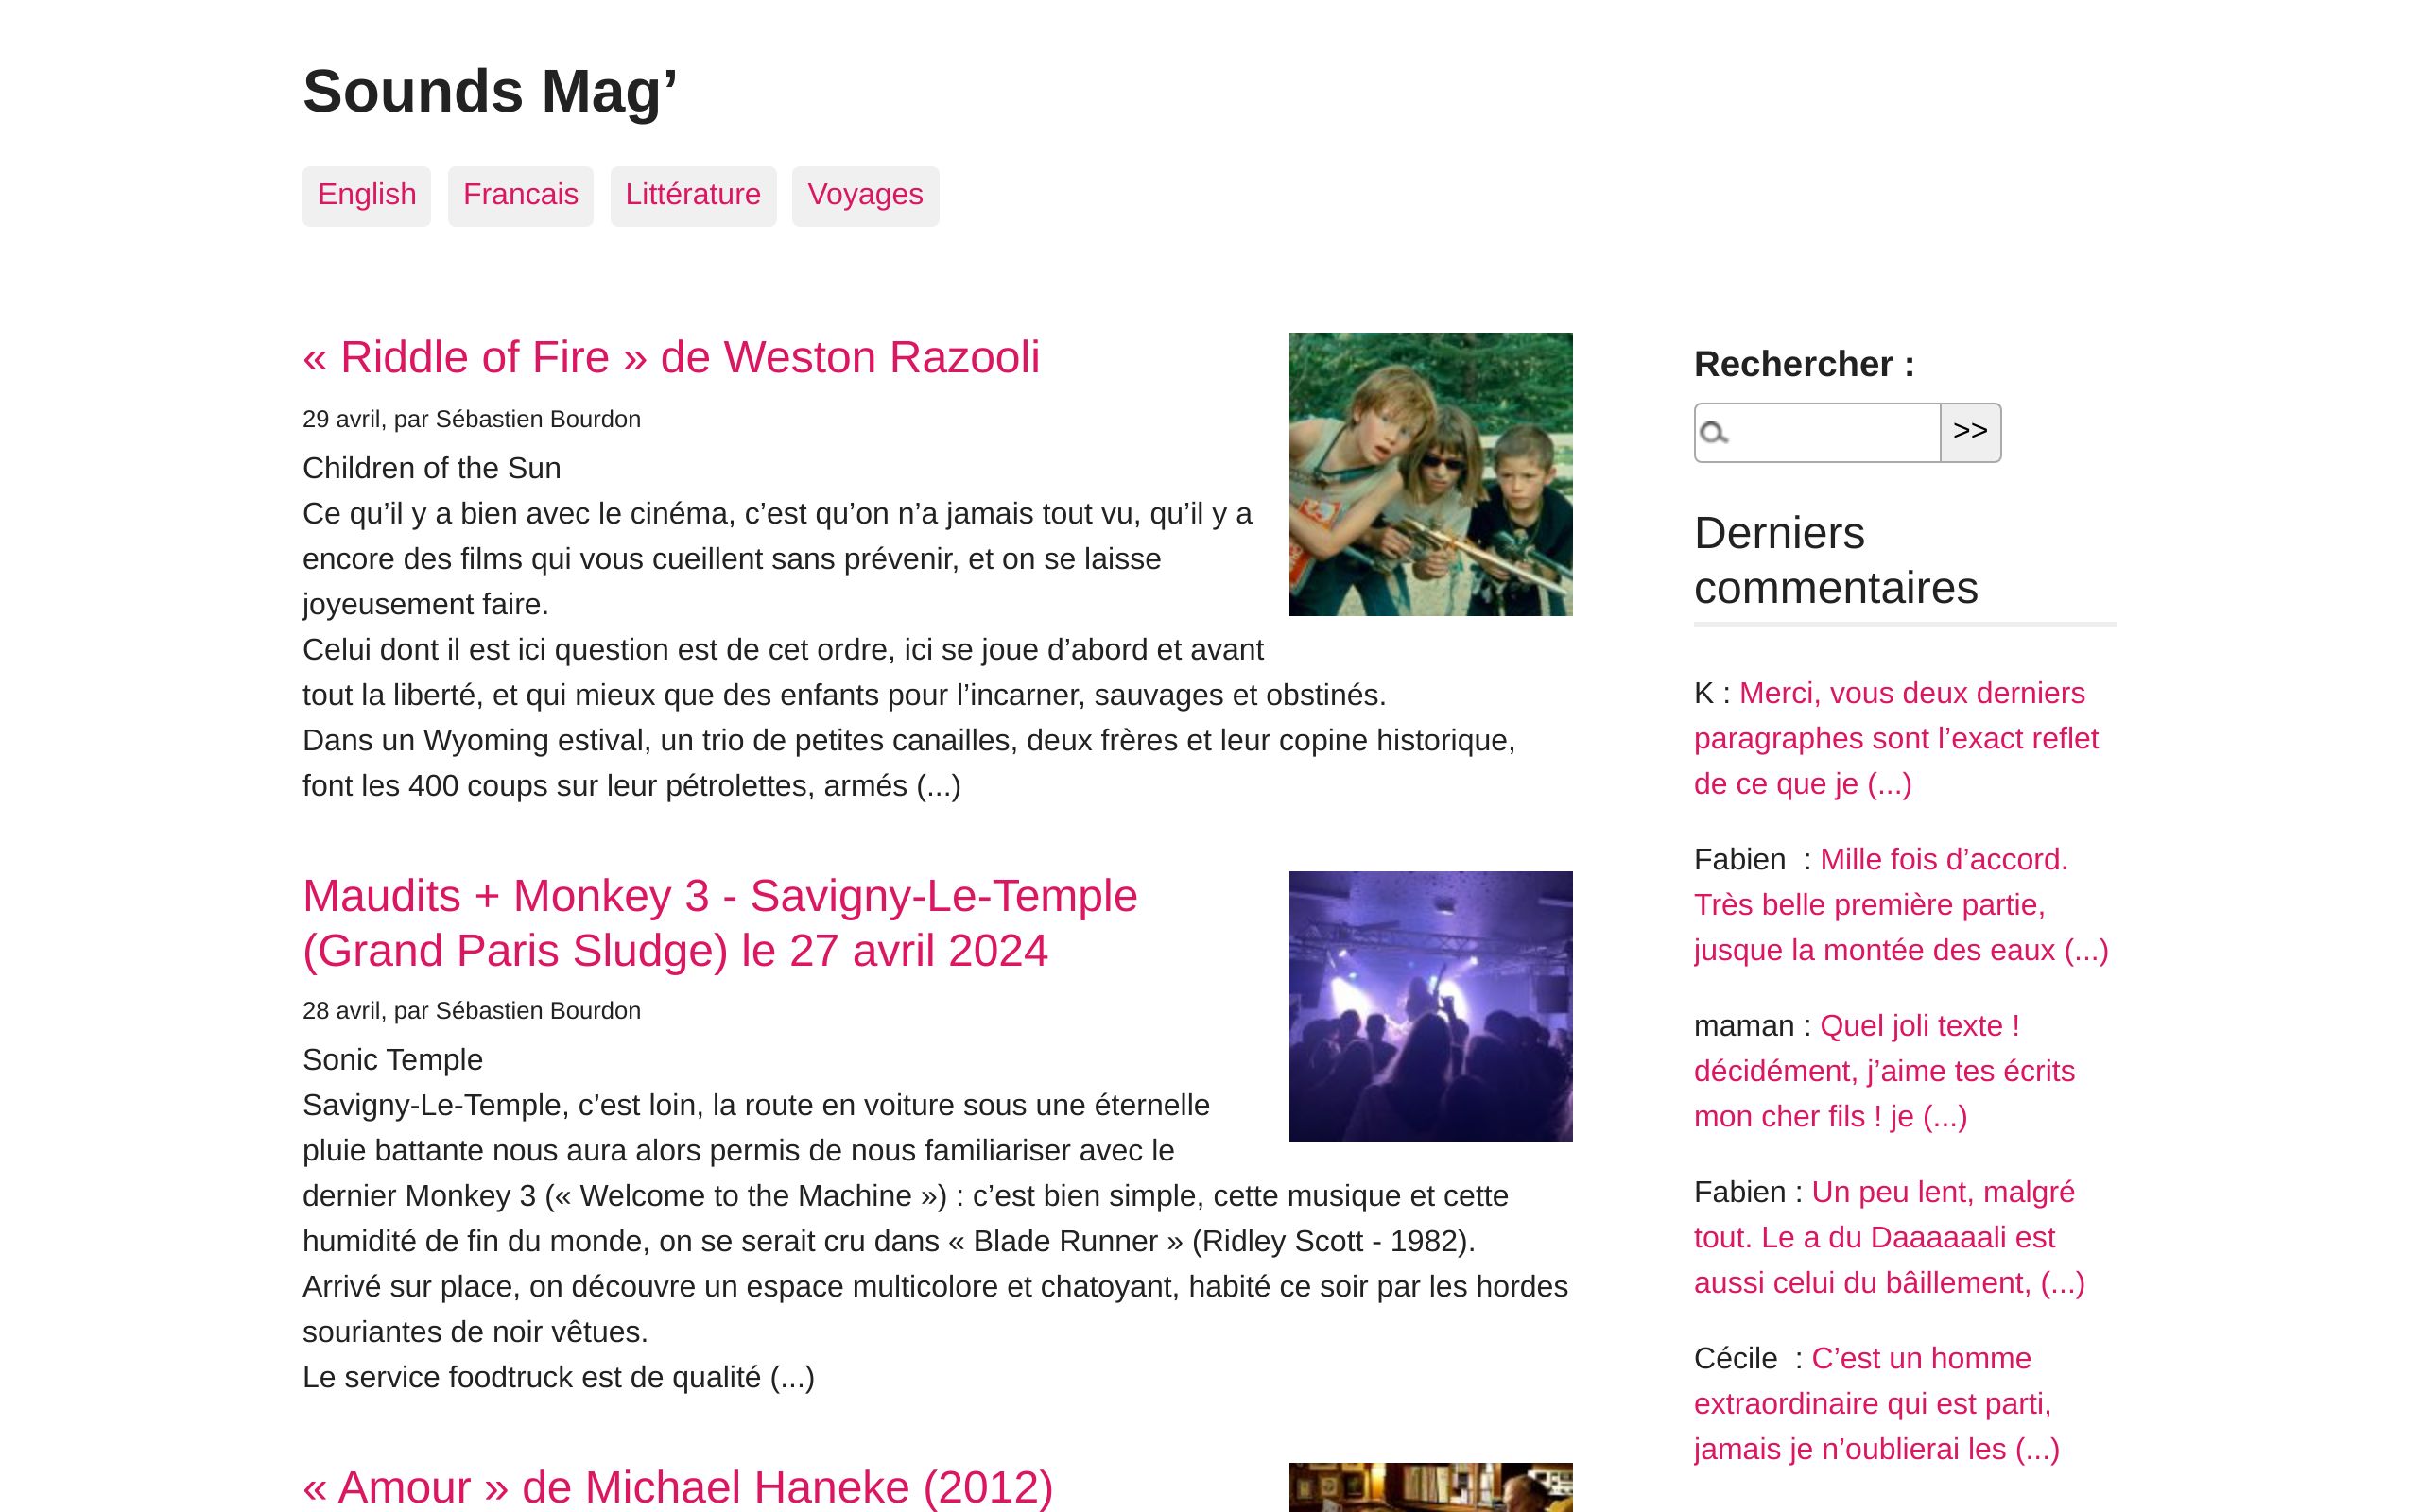 Sounds Mag’
English
Francais
Littérature
Voyages
« Riddle of Fire » de Weston Razooli
29 avril, par Sébastien Bourdon
Children of the Sun
Ce qu’il y a bien avec le cinéma, c’est qu’on n’a jamais tout vu, qu’il y a
encore des films qui vous cueillent sans prévenir, et on se laisse
joyeusement faire.
Celui dont il est ici question est de cet ordre, ici se joue d’abord et avant
tout la liberté, et qui mieux que des enfants pour l’incarner, sauvages et obstinés.
Dans un Wyoming estival, un trio de petites canailles, deux frères et leur copine historique,
font les 400 coups sur leur pétrolettes, armés (...)
Maudits + Monkey 3 - Savigny-Le-Temple
(Grand Paris Sludge) le 27 avril 2024
28 avril, par Sébastien Bourdon
Sonic Temple
Savigny-Le-Temple, c’est loin, la route en voiture sous une éternelle
pluie battante nous aura alors permis de nous familiariser avec le
dernier Monkey 3 (« Welcome to the Machine ») : c’est bien simple, cette musique et cette
humidité de fin du monde, on se serait cru dans « Blade Runner » (Ridley Scott - 1982).
Arrivé sur place, on découvre un espace multicolore et chatoyant, habité ce soir par les hordes
souriantes de noir vêtues.
Le service foodtruck est de qualité (...)
« Amour » de Michael Haneke (2012)
Rechercher :
>>
Derniers
commentaires
K : Merci, vous deux derniers
paragraphes sont l’exact reflet
de ce que je (...)
Fabien  : Mille fois d’accord.
Très belle première partie,
jusque la montée des eaux (...)
maman : Quel joli texte !
décidément, j’aime tes écrits
mon cher fils ! je (...)
Fabien : Un peu lent, malgré
tout. Le a du Daaaaaali est
aussi celui du bâillement, (...)
Cécile  : C’est un homme
extraordinaire qui est parti,
jamais je n’oublierai les (...)